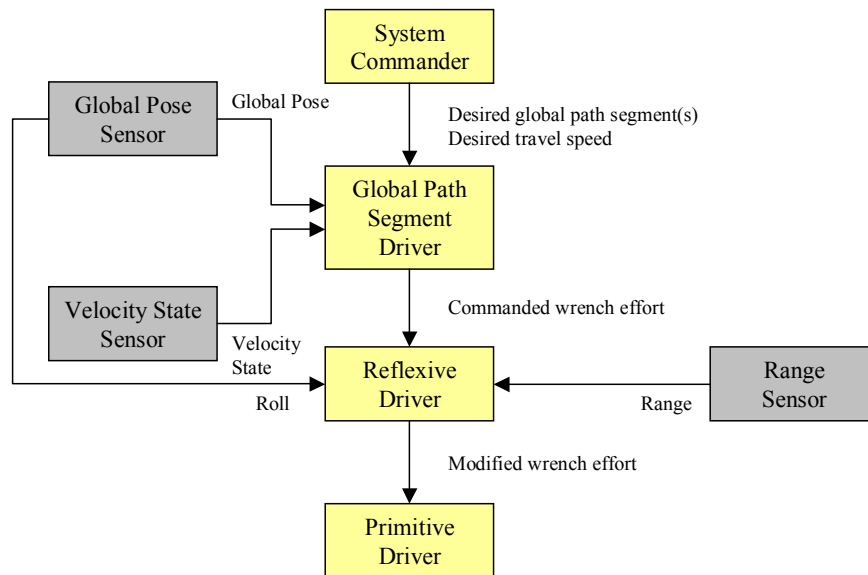 System
Commander
Global Pose
Sensor
Global Pose
Desired global path segment(s)
Desired travel speed
Global Path
Segment
Driver
Velocity State
Sensor
Velocity
State
Commanded wrench effort
Reflexive
Driver
Roll
Range
Range
Sensor
Modified wrench effort
Primitive
Driver